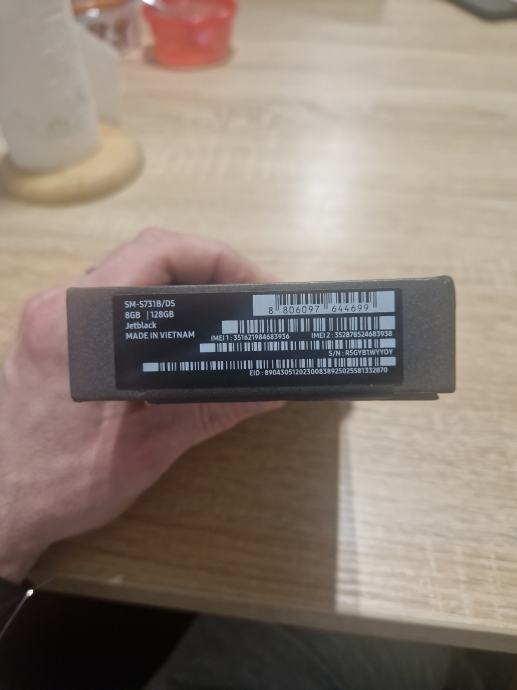 SM-S731B/DS
8GB | 128GB
Jetblack
MADE IN VIETNAM
8 806097 644699
IMEI 1 : 351621984683936 IMEI 2 : 352878524683938
S/N : R5GYB1WYYDY
EID : 89043051202300838925025581332870